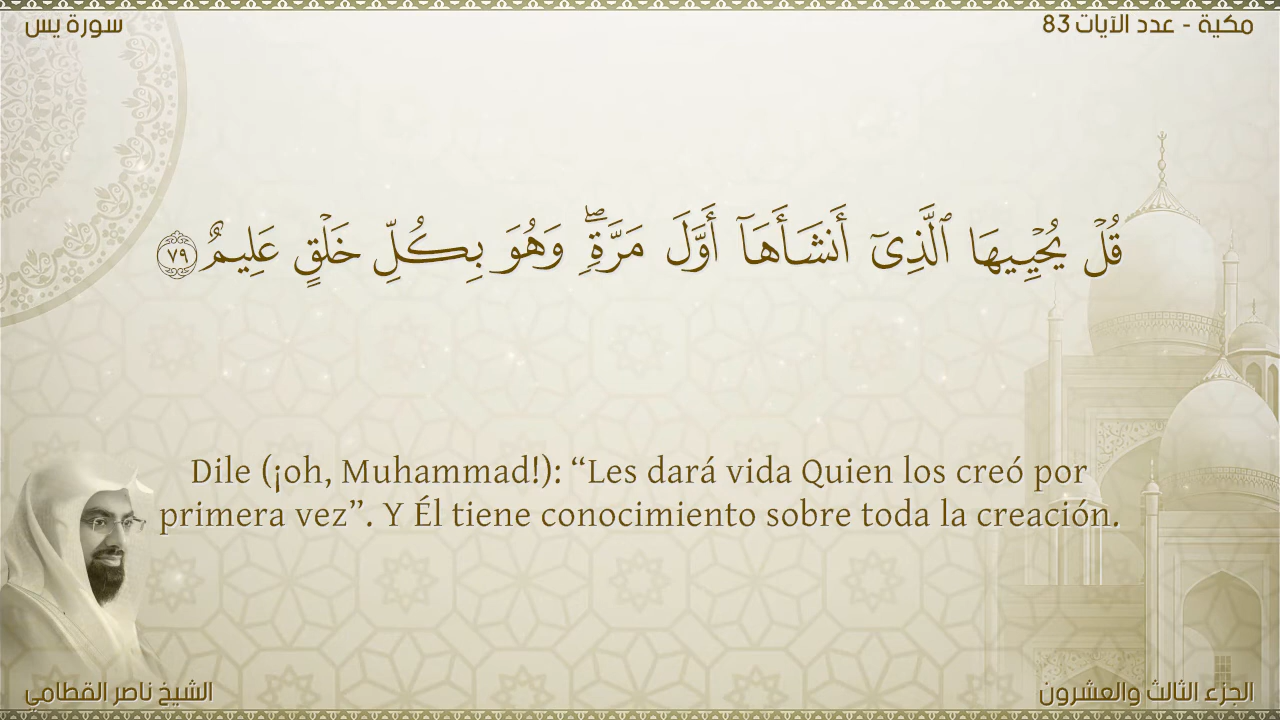 مكية - عدد الآيات 83
سورة يس
قُلْ يُحْيِيهَا ٱلَّذِىٓ أَنشَأَهَآ أَوَّلَ مَرَّةٍۢ ۖ وَهُوَ بِكُلِّ خَلْقٍ عَلِيمٌ ٧٩
Dile (¡oh, Muhammad!): “Les dará vida Quien los creó por
primera vez”. Y Él tiene conocimiento sobre toda la creación.
الجزء الثالث والعشرون
الشيخ ناصر القطامي